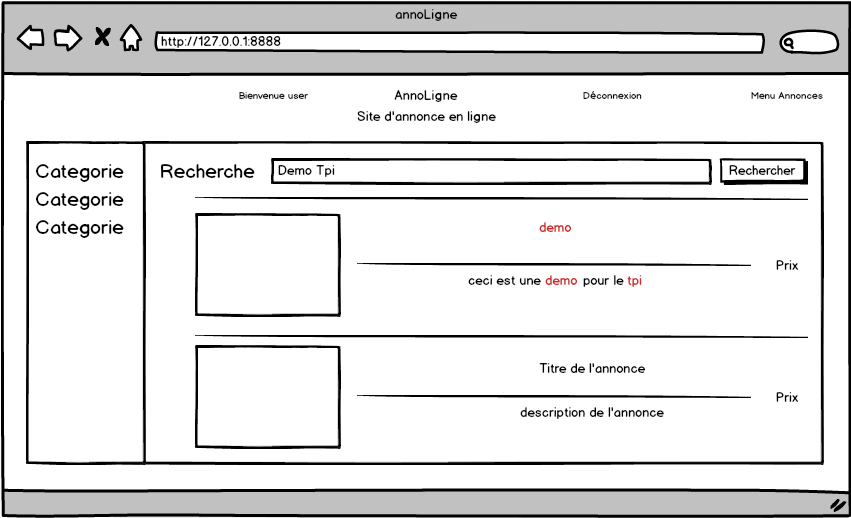 annoLigne
http://127.0.0.1:8888
Bienvenue user
AnnoLigne
Déconnexion
Menu Annonces
Site d'annonce en ligne
Categorie
Categorie
Categorie
Recherche
Demo Tpi
Rechercher
demo
ceci est une demo pour le tpi
Prix
Titre de l'annonce
description de l'annonce
Prix